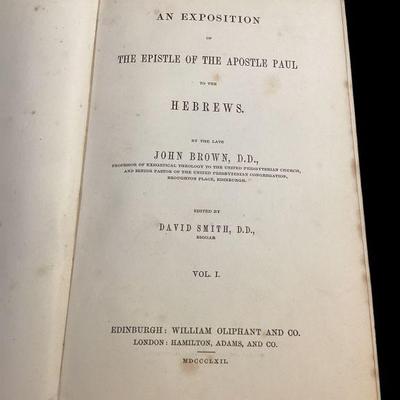 AN EXPOSITION
OF
THE EPISTLE OF THE APOSTLE PAUL
TO THE
HEBREWS.
BY THE LATE
JOHN BROWN, D.D.,
PROFESSOR OF EXEGETICAL THEOLOGY TO THE UNITED PRESBYTERIAN CHURCH,
AND SENIOR PASTOR OF THE UNITED PRESBYTERIAN CONGREGATION,
BROUGHTON PLACE, EDINBURGH.
EDITED BY
DAVID SMITH, D.D.,
BIGGAR
VOL. I.
EDINBURGH: WILLIAM OLIPHANT AND CO.
LONDON: HAMILTON, ADAMS, AND CO.
MDCCCLXII.